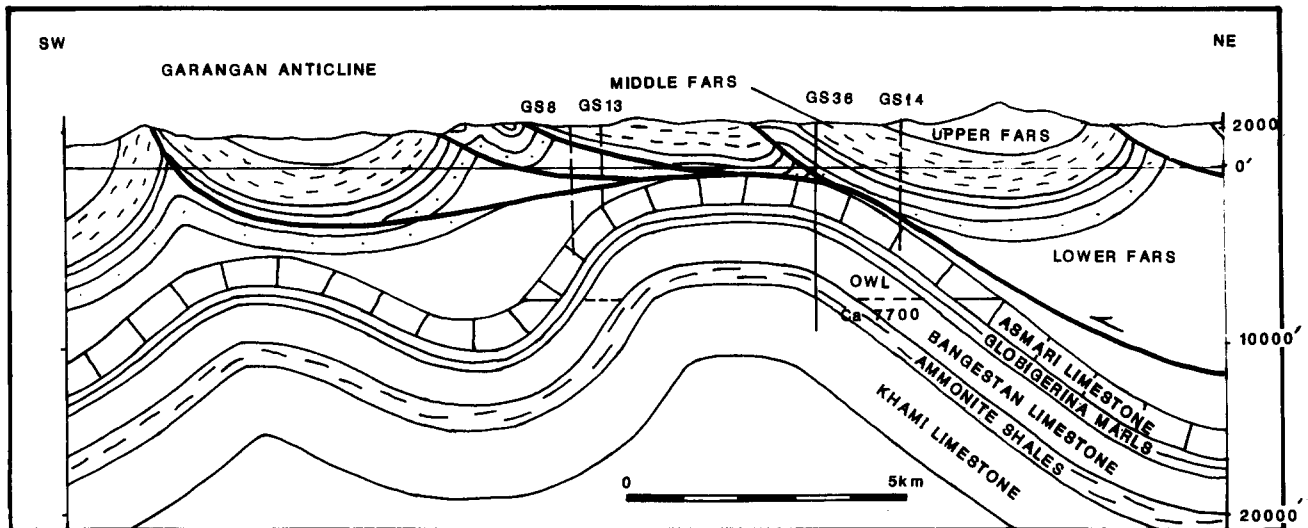 SW
NE
GARANGAN ANTICLINE
MIDDLE FARS
GS8
GS13
GS36
GS14
UPPER FARS
2000
0'
LOWER FARS
OWL
Ca 7700
10000'
ASMARI LIMESTONE
GLOBIGERINA MARLS
BANGESTAN LIMESTONE
AMMONITE SHALES
KHAMI LIMESTONE
0
5km
20000'